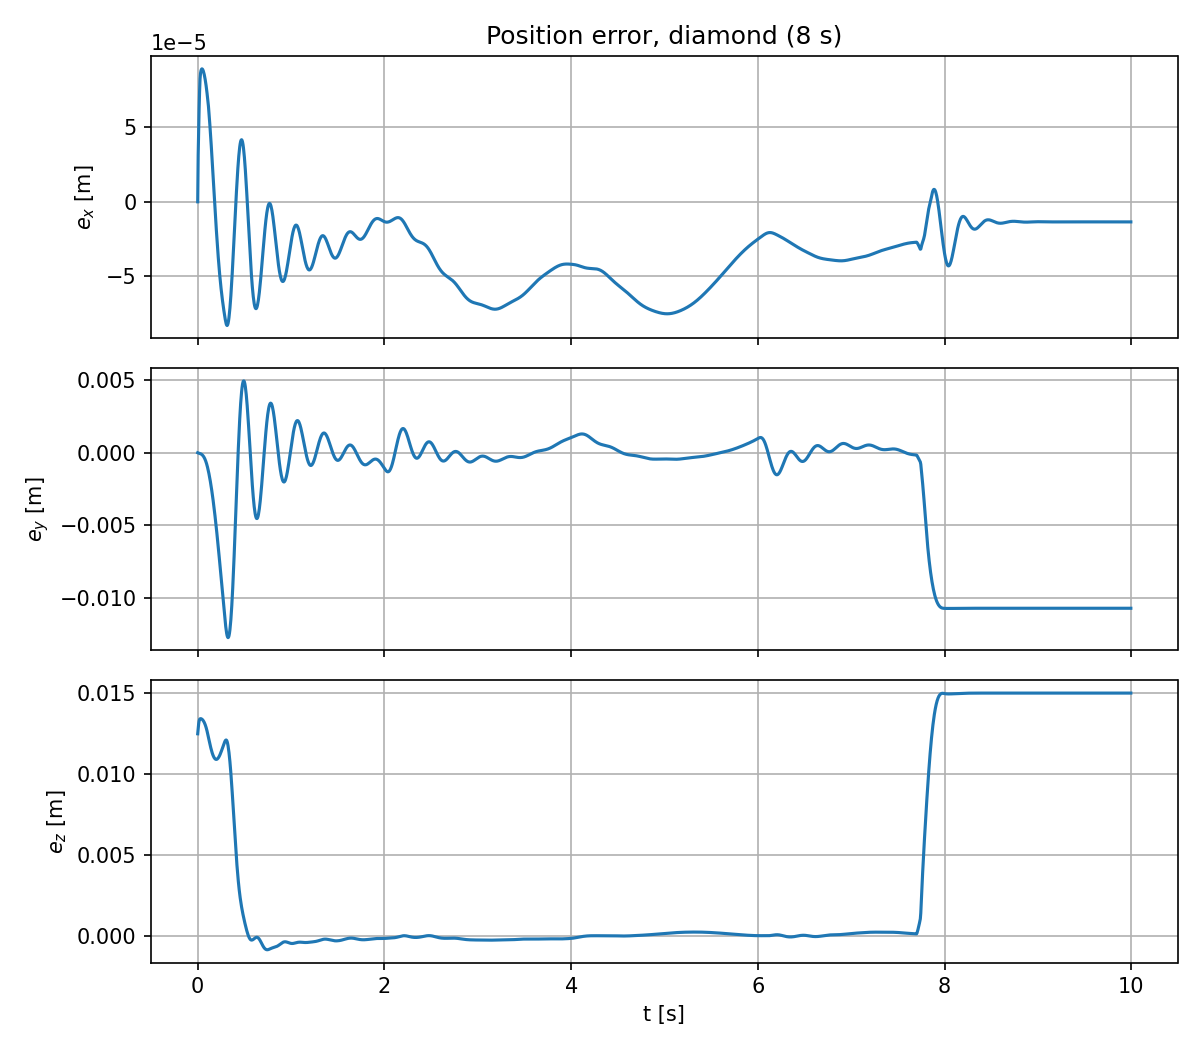 Position error, diamond (8 s)
1e−5
5
0
−5
e_x [m]
0.005
0.000
−0.005
−0.010
e_y [m]
0.015
0.010
0.005
0.000
e_z [m]
0 2 4 6 8 10
t [s]